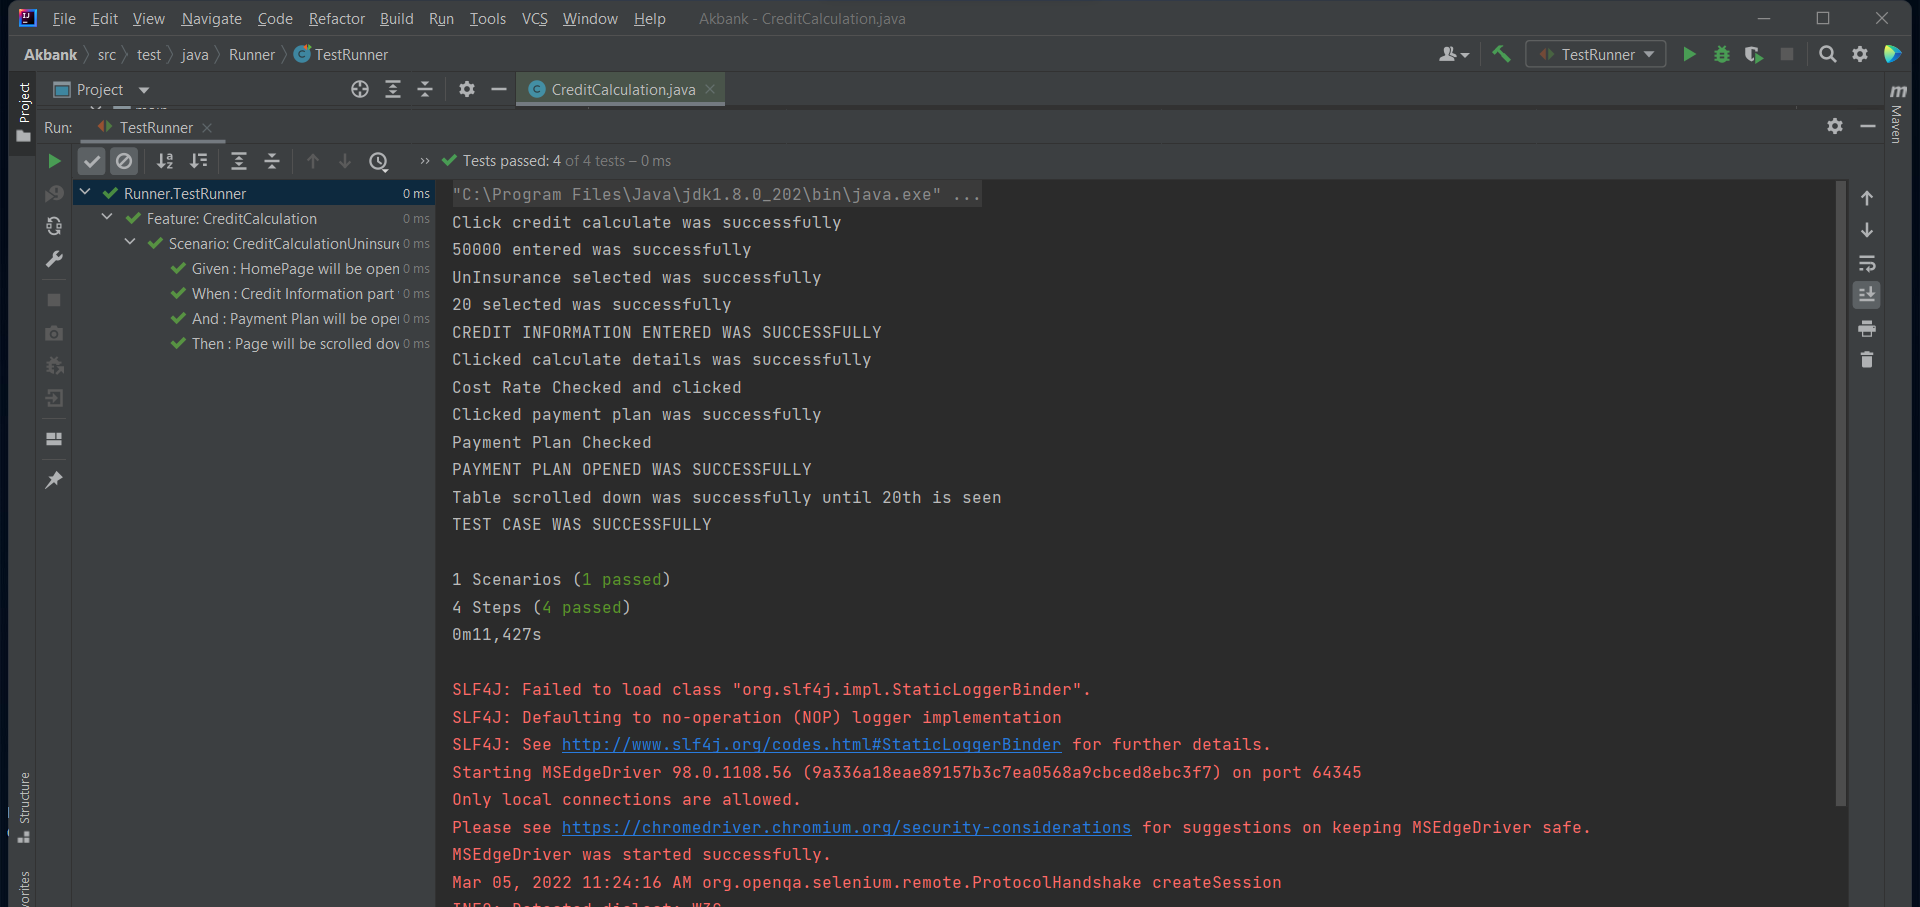 File Edit View Navigate Code Refactor Build Run Tools VCS Window Help Akbank - CreditCalculation.java
Akbank src test java Runner TestRunner TestRunner
Project Project CreditCalculation.java Maven
Run: TestRunner
Tests passed: 4 of 4 tests – 0 ms
Runner.TestRunner 0 ms
Feature: CreditCalculation 0 ms
Scenario: CreditCalculationUninsure 0 ms
Given : HomePage will be open 0 ms
When : Credit Information part 0 ms
And : Payment Plan will be ope 0 ms
Then : Page will be scrolled dov 0 ms
"C:\Program Files\Java\jdk1.8.0_202\bin\java.exe" ...
Click credit calculate was successfully
50000 entered was successfully
UnInsurance selected was successfully
20 selected was successfully
CREDIT INFORMATION ENTERED WAS SUCCESSFULLY
Clicked calculate details was successfully
Cost Rate Checked and clicked
Clicked payment plan was successfully
Payment Plan Checked
PAYMENT PLAN OPENED WAS SUCCESSFULLY
Table scrolled down was successfully until 20th is seen
TEST CASE WAS SUCCESSFULLY
1 Scenarios (1 passed)
4 Steps (4 passed)
0m11,427s
SLF4J: Failed to load class "org.slf4j.impl.StaticLoggerBinder".
SLF4J: Defaulting to no-operation (NOP) logger implementation
SLF4J: See http://www.slf4j.org/codes.html#StaticLoggerBinder for further details.
Starting MSEdgeDriver 98.0.1108.56 (9a336a18eae89157b3c7ea0568a9cbced8ebc3f7) on port 64345
Only local connections are allowed.
Please see https://chromedriver.chromium.org/security-considerations for suggestions on keeping MSEdgeDriver safe.
MSEdgeDriver was started successfully.
Mar 05, 2022 11:24:16 AM org.openqa.selenium.remote.ProtocolHandshake createSession
Structure
vorites